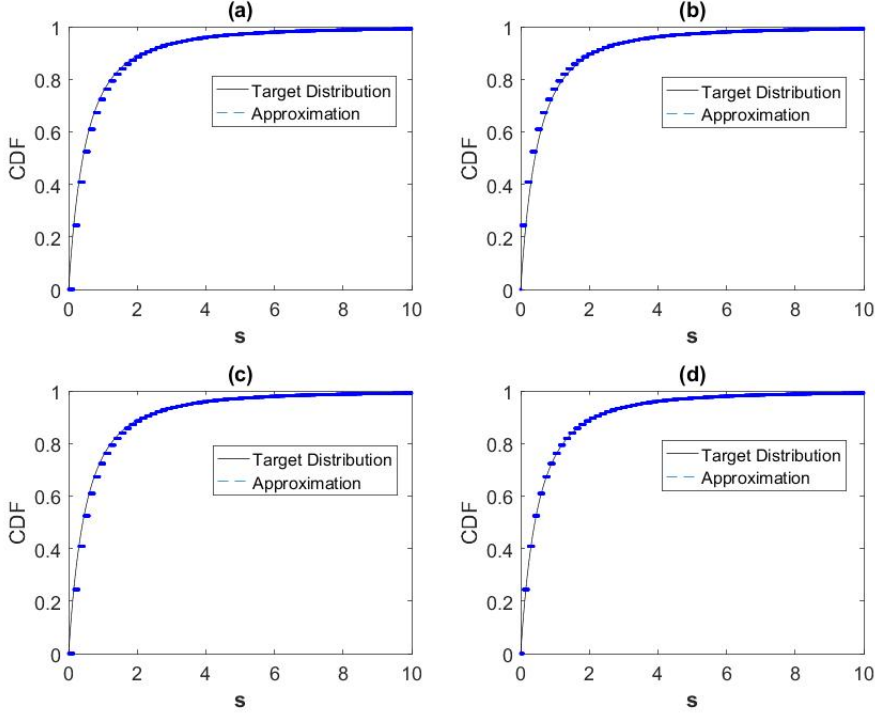 (a)
1
0.8
0.6
0.4
0.2
0
CDF
Target Distribution
Approximation
0 2 4 6 8 10
s
(b)
1
0.8
0.6
0.4
0.2
0
CDF
Target Distribution
Approximation
0 2 4 6 8 10
s
(c)
1
0.8
0.6
0.4
0.2
0
CDF
Target Distribution
Approximation
0 2 4 6 8 10
s
(d)
1
0.8
0.6
0.4
0.2
0
CDF
Target Distribution
Approximation
0 2 4 6 8 10
s